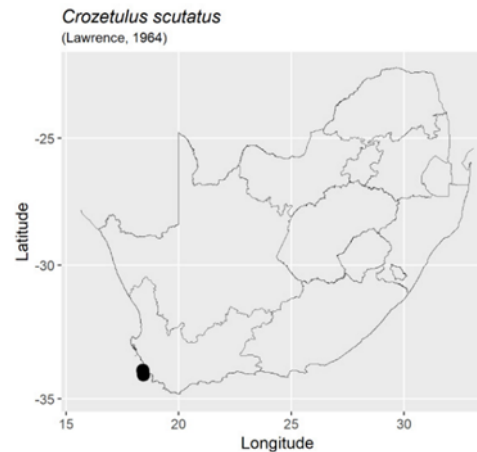 Crozetulus scutatus
(Lawrence, 1964)
-25
-30
-35
Latitude
15 20 25 30
Longitude